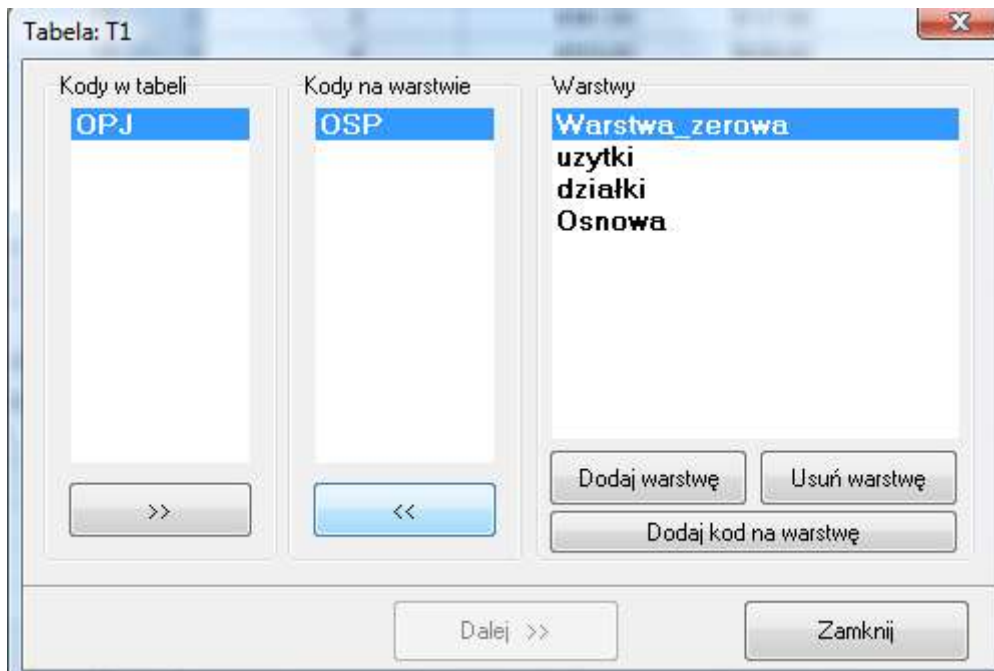 Tabela: T1
Kody w tabeli
OPJ
>>
Kody na warstwie
OSP
<<
Warstwy
Warstwa_zerowa
uzytki
działki
Osnowa
Dodaj warstwę
Usuń warstwę
Dodaj kod na warstwę
Dalej >>
Zamknij